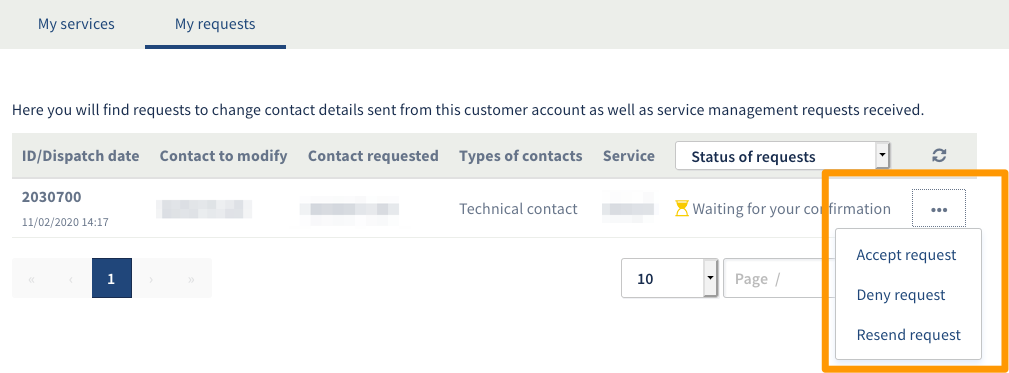 My services My requests
Here you will find requests to change contact details sent from this customer account as well as service management requests received.
ID/Dispatch date Contact to modify Contact requested Types of contacts Service Status of requests
2030700
11/02/2020 14:17
Technical contact Waiting for your confirmation ...
« ‹ 1 › » 10 Page /
Accept request
Deny request
Resend request